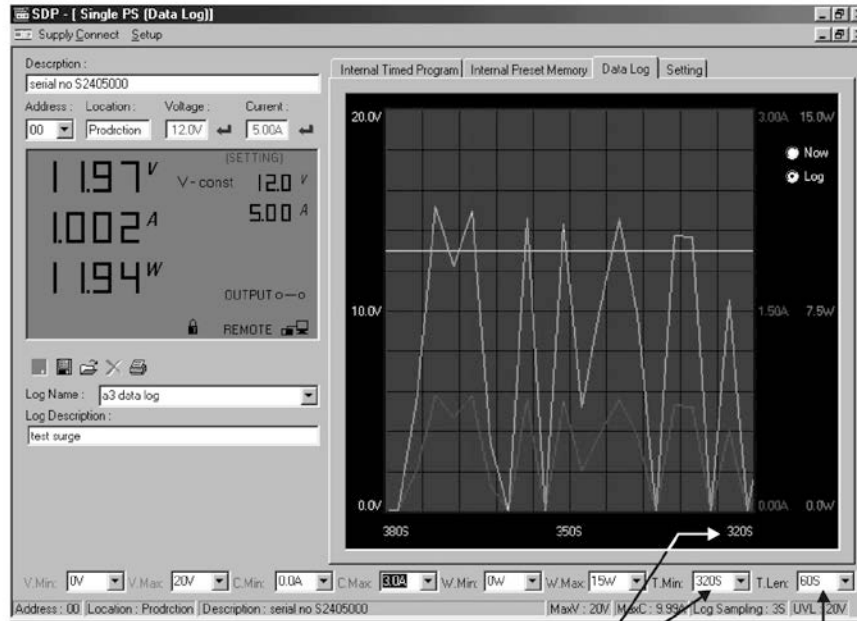 SDP - [ Single PS (Data Log)]
Supply Connect Setup
Descrption :
serial no S2405000
Address : Location : Voltage : Current :
00 Prodrction 12.0V 5.00A
11.97 V
1.002 A
11.94 W
(SETTING)
V-const 12.0 V
5.00 A
OUTPUT
REMOTE
Log Name : a3 data log
Log Description :
test surge
Internal Timed Program Internal Preset Memory Data Log Setting
20.0V 3.00A 15.0W
Now
Log
10.0V 1.50A 7.5W
0.0V 0.00A 0.0W
380S 350S 320S
V.Min: 0V V.Max: 20V C.Min: 0.0A C.Max: 3.0A W.Min: 0W W.Max: 15W T.Min: 320S T.Len: 60S
Address : 00 Location : Prodrction Description : serial no S2405000 MaxV : 20V MaxC : 9.99A Log Sampling : 3S UVL : 20V